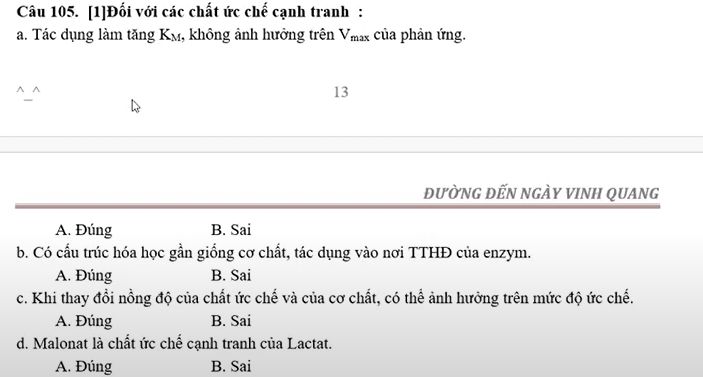 Câu 105. [1]Đối với các chất ức chế cạnh tranh :
a. Tác dụng làm tăng KM, không ảnh hưởng trên Vmax của phản ứng.
^_^
13
ĐƯỜNG ĐẾN NGÀY VINH QUANG
A. Đúng B. Sai
b. Có cấu trúc hóa học gần giống cơ chất, tác dụng vào nơi TTHĐ của enzym.
A. Đúng B. Sai
c. Khi thay đổi nồng độ của chất ức chế và của cơ chất, có thể ảnh hưởng trên mức độ ức chế.
A. Đúng B. Sai
d. Malonat là chất ức chế cạnh tranh của Lactat.
A. Đúng B. Sai